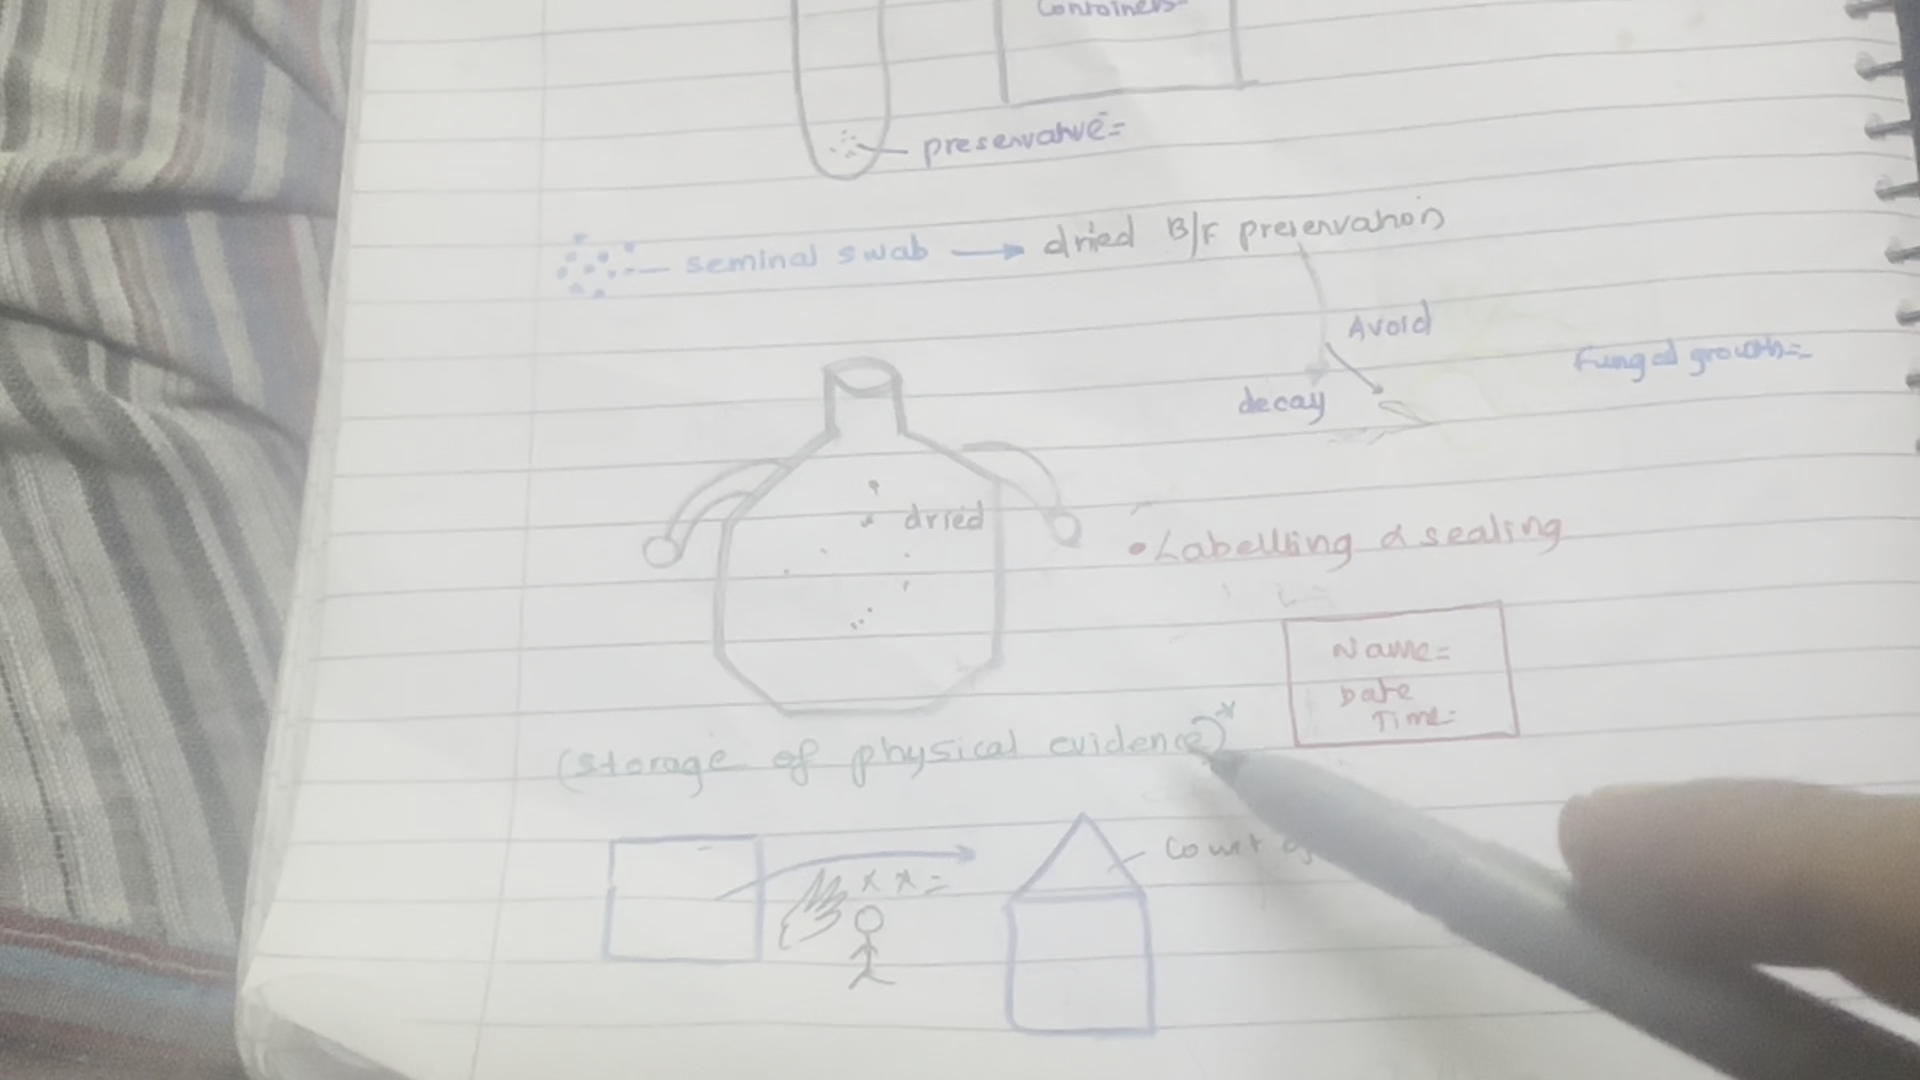 Containers
preservative=
seminal swab → dried B/F preservation
Avoid
Fungal growth=
decay
dried
•Labelling & sealing
Name=
Date
Time=
(storage of physical evidence)*
x x =
Court